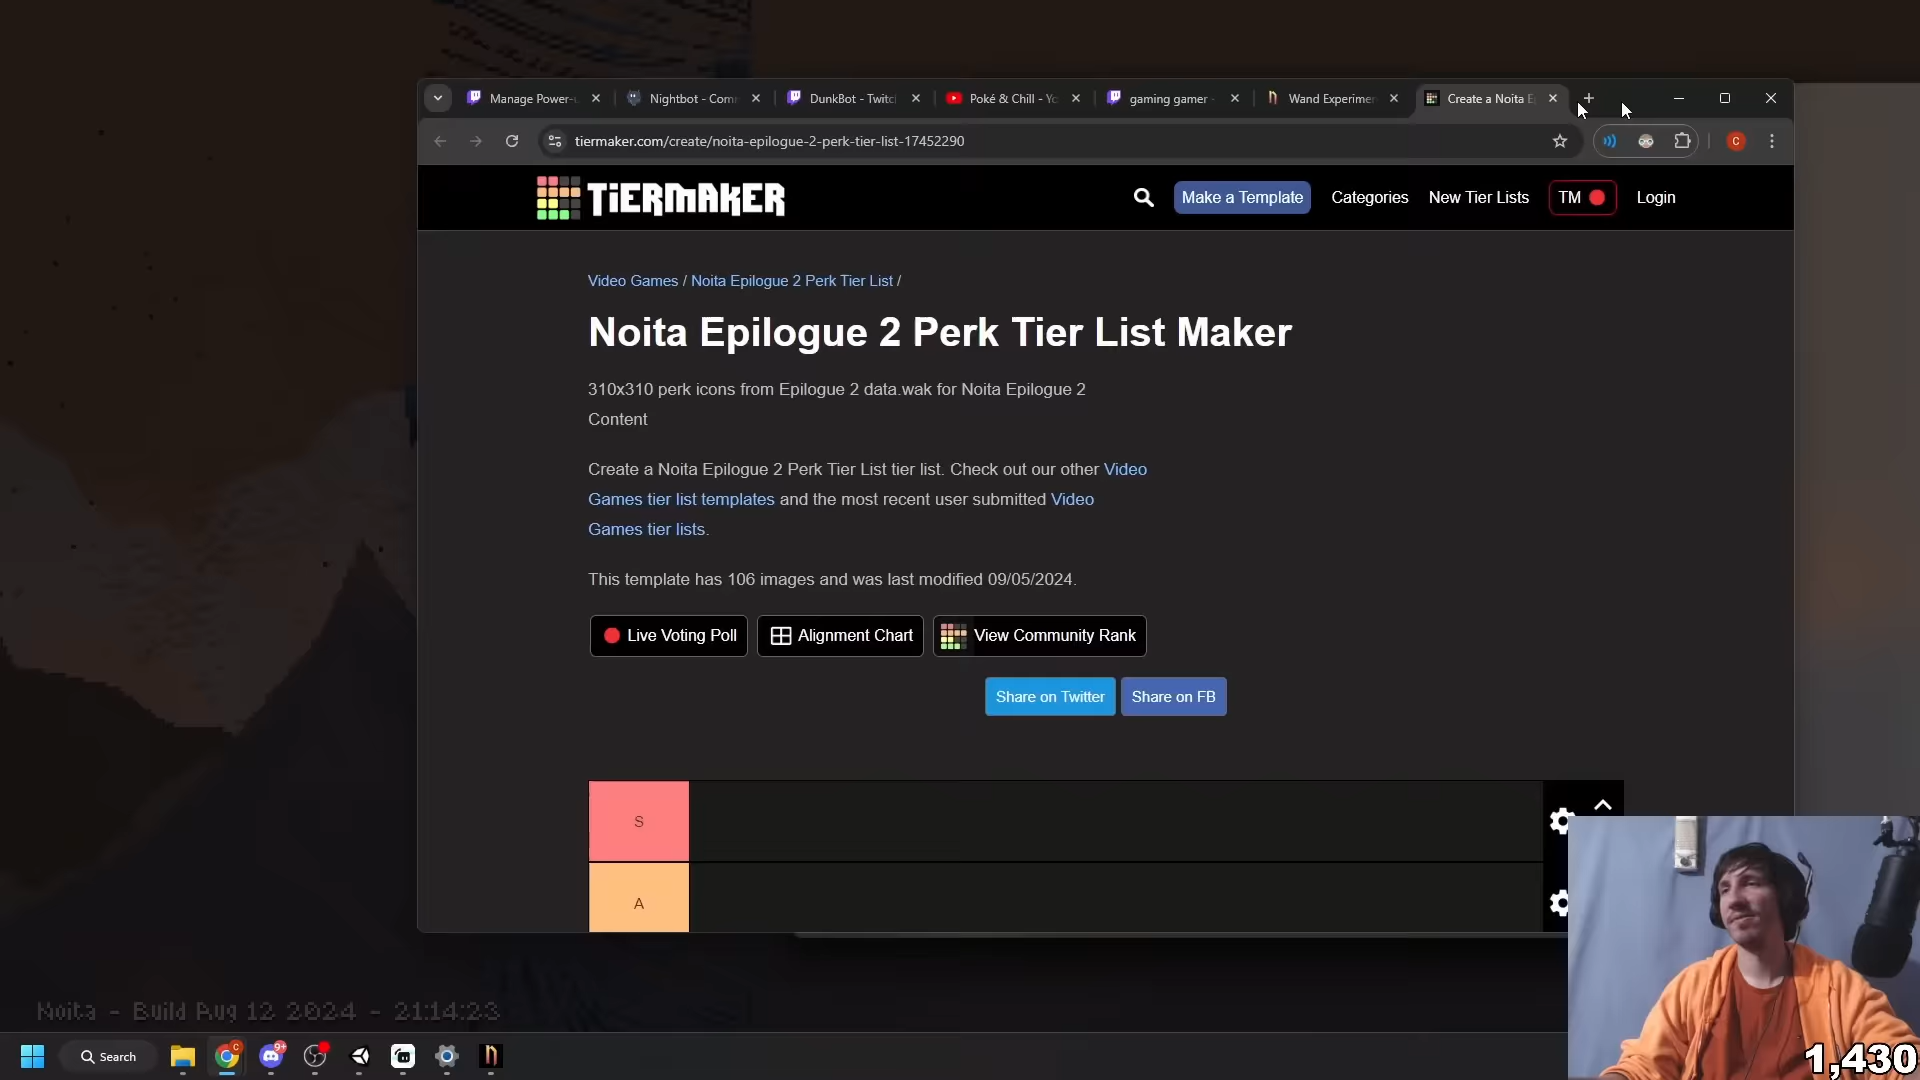 Manage Power-u
Nightbot - Com
DunkBot - Twitc
Poké & Chill - Yo
gaming gamer -
Wand Experimen
Create a Noita E
tiermaker.com/create/noita-epilogue-2-perk-tier-list-17452290
C
TiERMAKER
Make a Template
Categories
New Tier Lists
TM
Login
Video Games / Noita Epilogue 2 Perk Tier List /
Noita Epilogue 2 Perk Tier List Maker
310x310 perk icons from Epilogue 2 data.wak for Noita Epilogue 2
Content
Create a Noita Epilogue 2 Perk Tier List tier list. Check out our other Video
Games tier list templates and the most recent user submitted Video
Games tier lists.
This template has 106 images and was last modified 09/05/2024.
Live Voting Poll
Alignment Chart
View Community Rank
Share on Twitter
Share on FB
S
A
Noita - Build Aug 12 2024 - 21:14:23
Search
C
9+
1,430